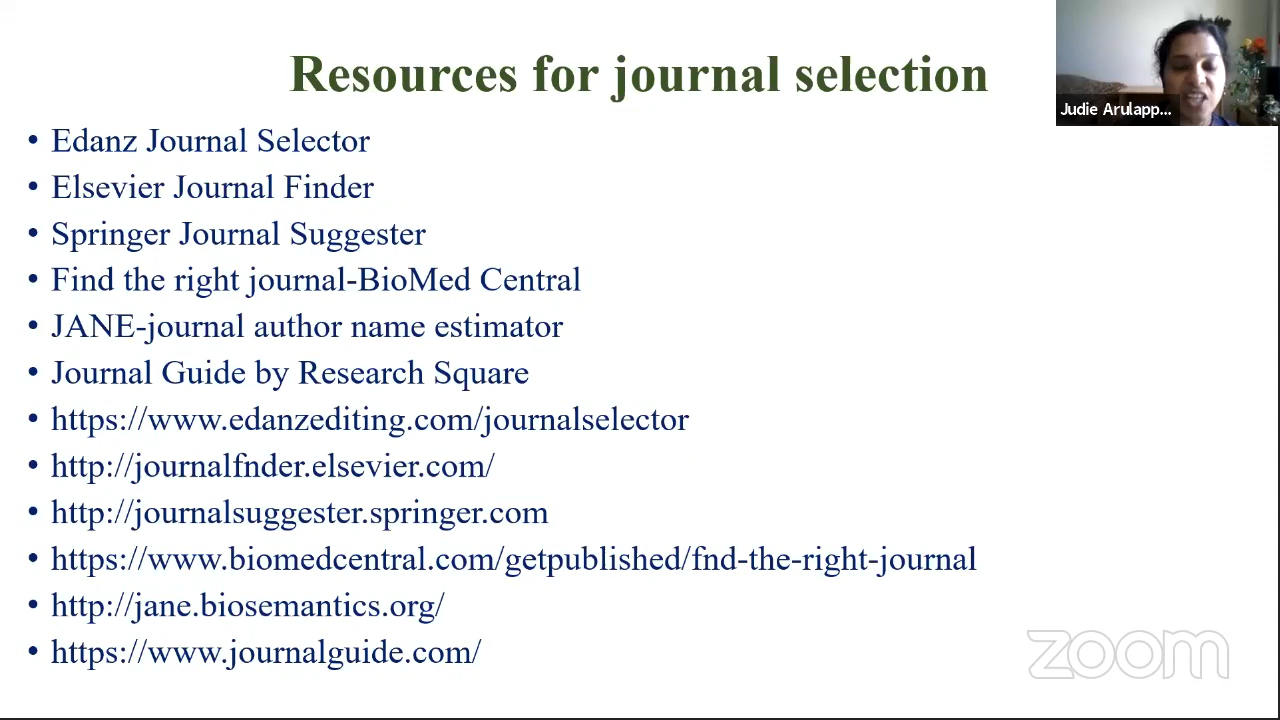 Resources for journal selection
Judie Arulapp...
• Edanz Journal Selector
• Elsevier Journal Finder
• Springer Journal Suggester
• Find the right journal-BioMed Central
• JANE-journal author name estimator
• Journal Guide by Research Square
• https://www.edanzediting.com/journalselector
• http://journalfnder.elsevier.com/
• http://journalsuggester.springer.com
• https://www.biomedcentral.com/getpublished/fnd-the-right-journal
• http://jane.biosemantics.org/
• https://www.journalguide.com/
zoom